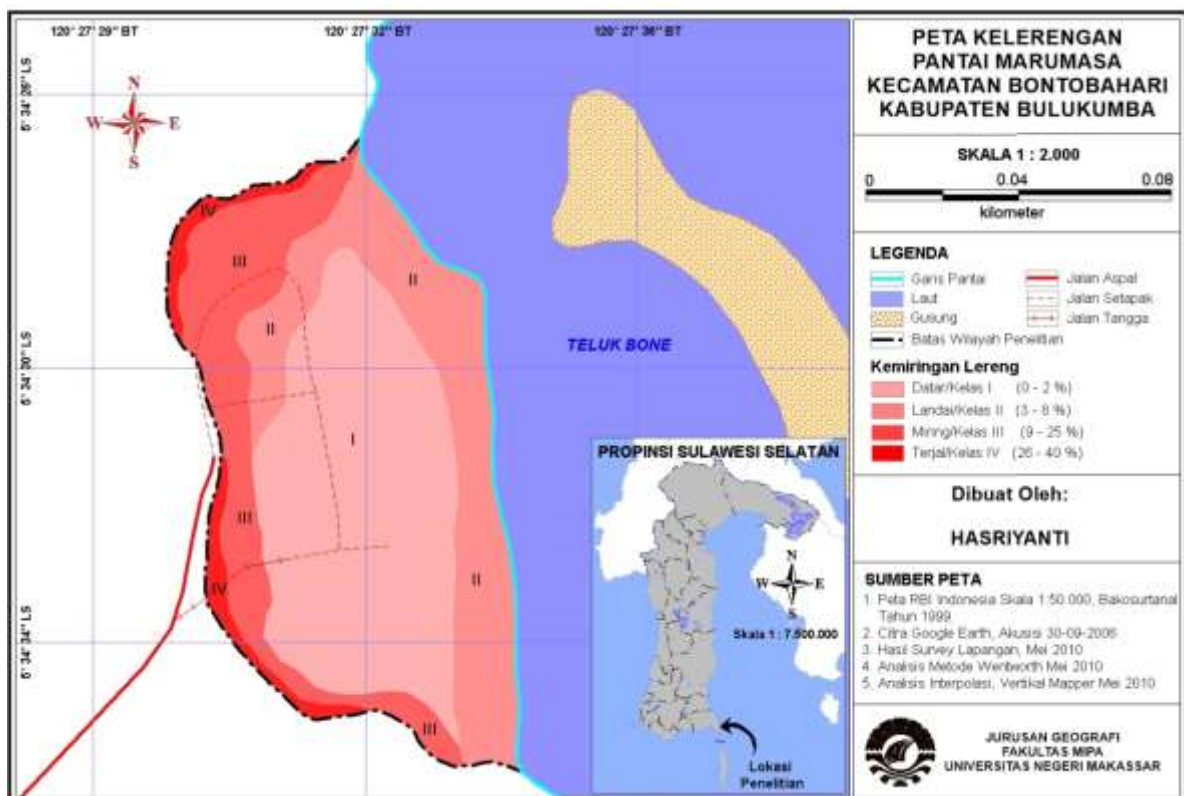 120° 27' 29" BT
120° 27' 32" BT
120° 27' 36" BT
5° 34' 26" LS
5° 34' 30" LS
5° 34' 34" LS
N
W E
S
IV
III
II
II
I
TELUK BONE
III
II
IV
III
PROPINSI SULAWESI SELATAN
N
W E
S
Skala 1 : 7.500.000
Lokasi
Penelitian
PETA KELERENGAN
PANTAI MARUMASA
KECAMATAN BONTOBAHARI
KABUPATEN BULUKUMBA
SKALA 1 : 2.000
0 0.04 0.08
kilometer
LEGENDA
Garis Pantai
Laut
Gusung
Batas Wilayah Penelitian
Jalan Aspal
Jalan Setapak
Jalan Tangga
Kemiringan Lereng
Datar/Kelas I (0 - 2 %)
Landai/Kelas II (3 - 8 %)
Miring/Kelas III (9 - 25 %)
Terjal/Kelas IV (26 - 40 %)
Dibuat Oleh:
HASRIYANTI
SUMBER PETA
1. Peta RBI Indonesia Skala 1:50.000, Bakosurtanal
Tahun 1999
2. Citra Google Earth, Akusisi 30-09-2006
3. Hasil Survey Lapangan, Mei 2010
4. Analisis Metode Wentworth Mei 2010
5. Analisis Interpolasi, Vertikal Mapper Mei 2010
JURUSAN GEOGRAFI
FAKULTAS MIPA
UNIVERSITAS NEGERI MAKASSAR